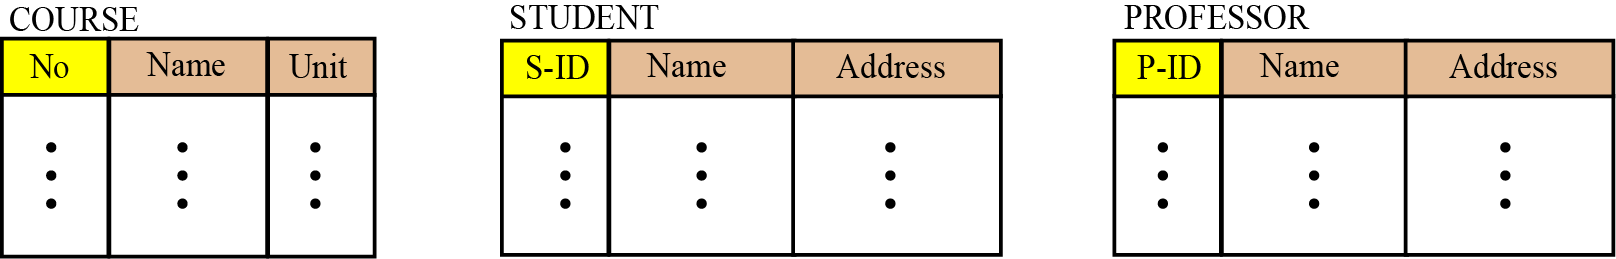 COURSE
No Name Unit
STUDENT
S-ID Name Address
PROFESSOR
P-ID Name Address